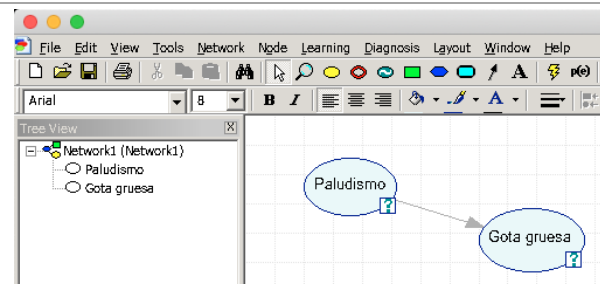 File Edit View Tools Network Node Learning Diagnosis Layout Window Help
A P(e)
Arial 8 B I A
Tree View X
Network1 (Network1)
Paludismo
Gota gruesa
Paludismo
?
Gota gruesa
?